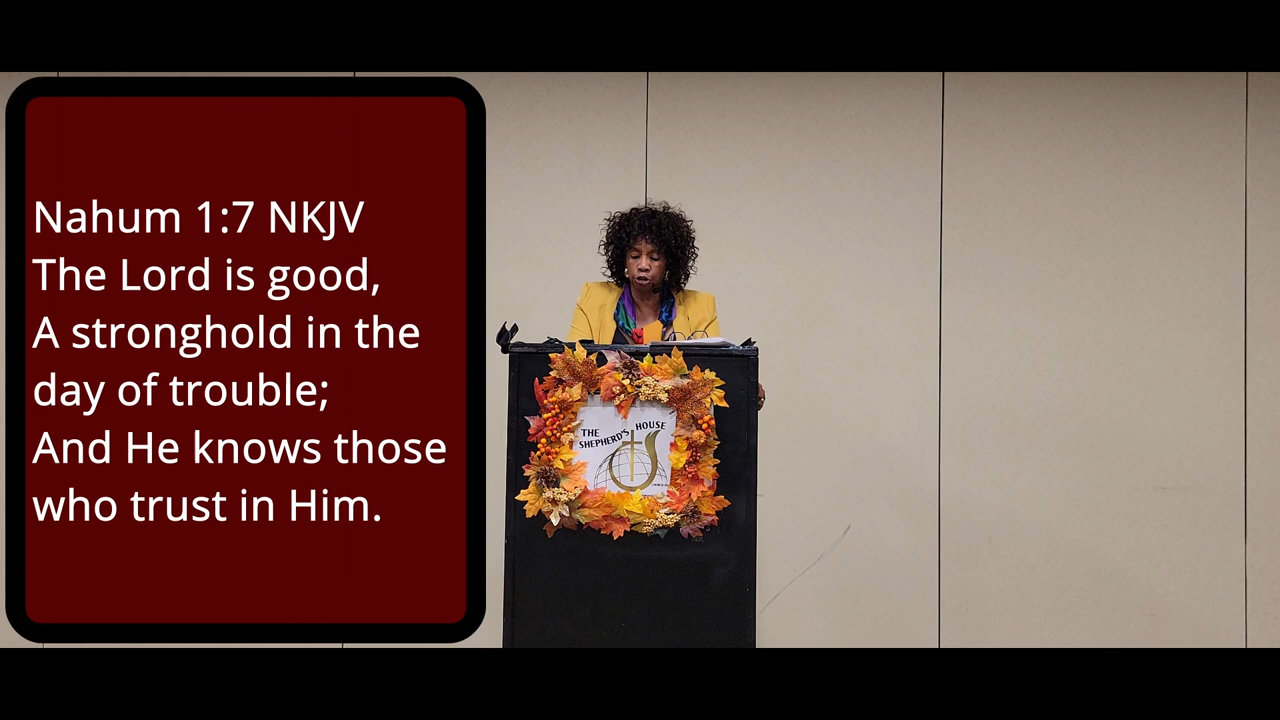 Nahum 1:7 NKJV
The Lord is good,
A stronghold in the
day of trouble;
And He knows those
who trust in Him.
THE SHEPHERD'S HOUSE